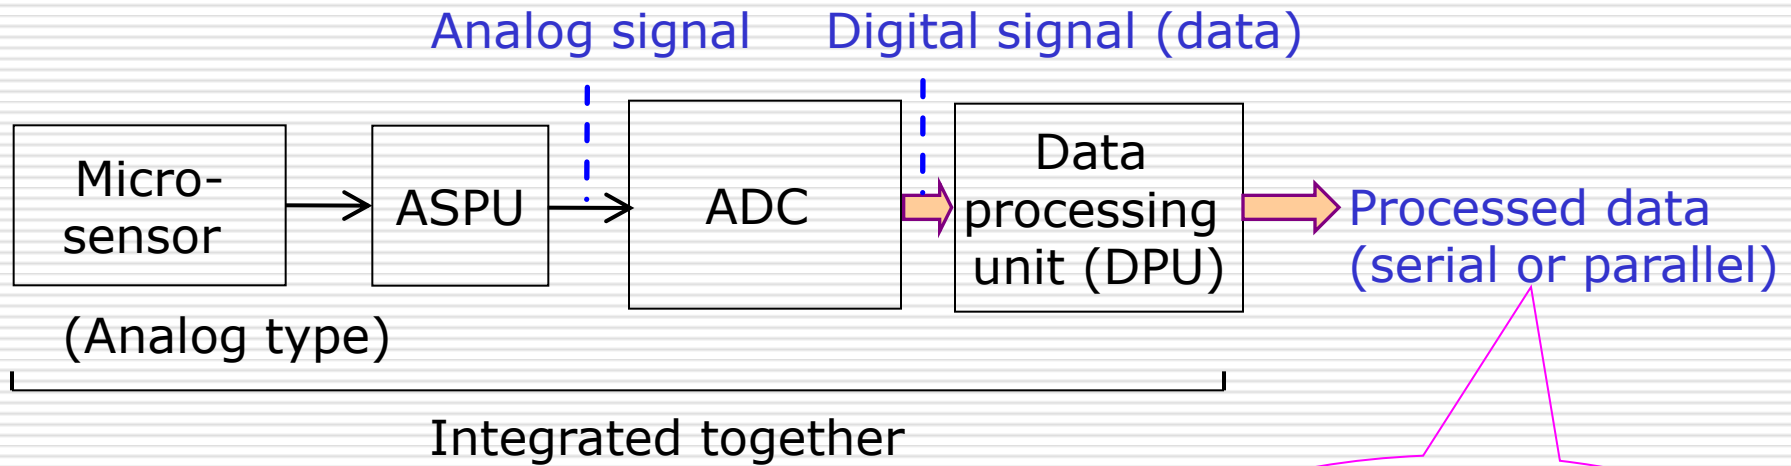 Analog signal
Digital signal (data)
Micro-
sensor
ASPU
ADC
Data
processing
unit (DPU)
Processed data
(serial or parallel)
(Analog type)
Integrated together